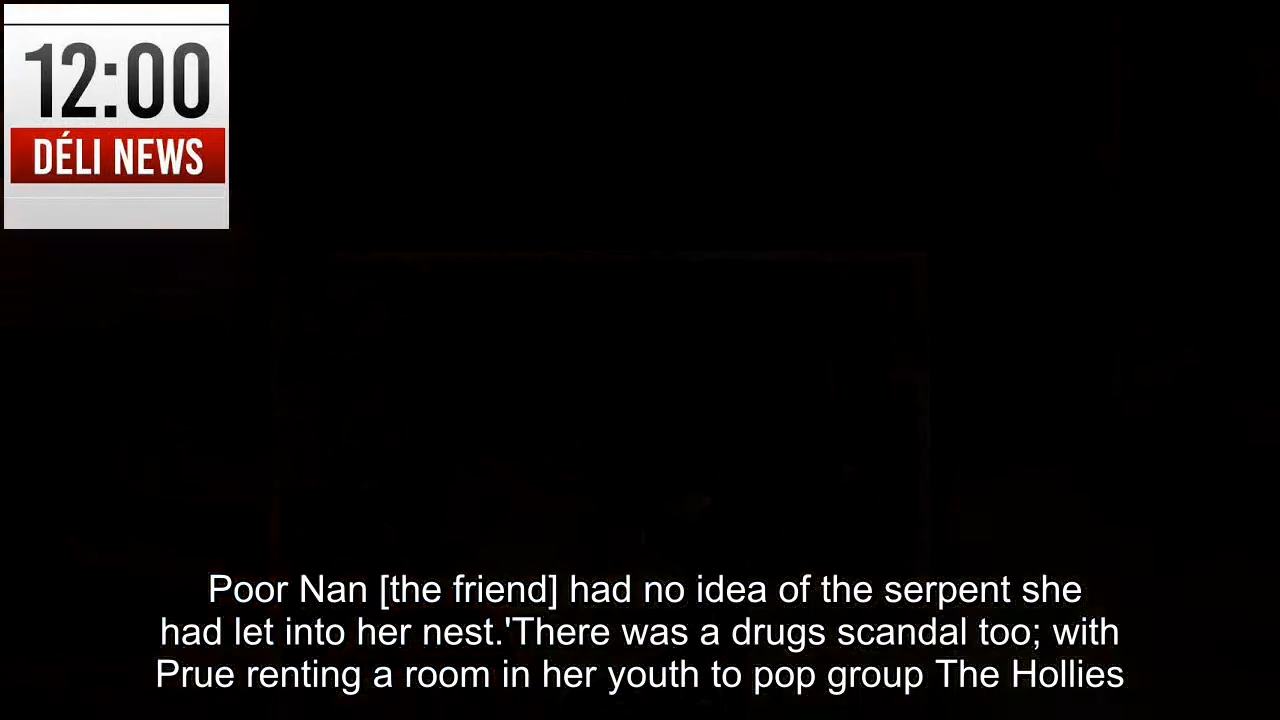 12:00
DÉLI NEWS
Poor Nan [the friend] had no idea of the serpent she
had let into her nest.'There was a drugs scandal too; with
Prue renting a room in her youth to pop group The Hollies